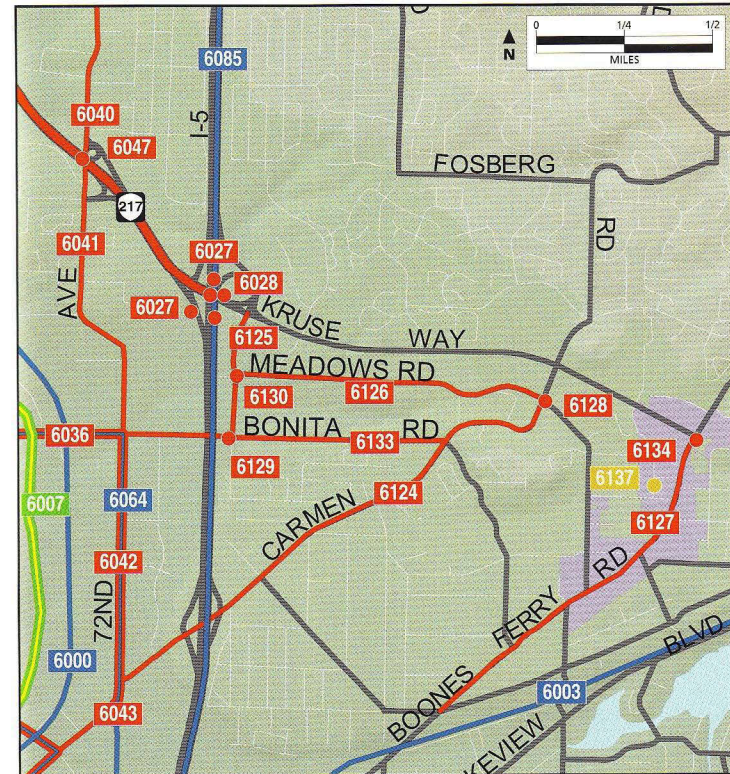 0 1/4 1/2
MILES
N
6085
I-5
6040
6047
217
6041
AVE
FOSBERG
RD
6027
6028
6027
KRUSE
WAY
6125
MEADOWS RD
6126
6130
6128
6036
BONITA RD
6133
6129
6134
6137
6007
6064
6124
CARMEN
6127
6042
72ND
BOONES FERRY RD
6000
BLVD
6003
6043
KEVIEW